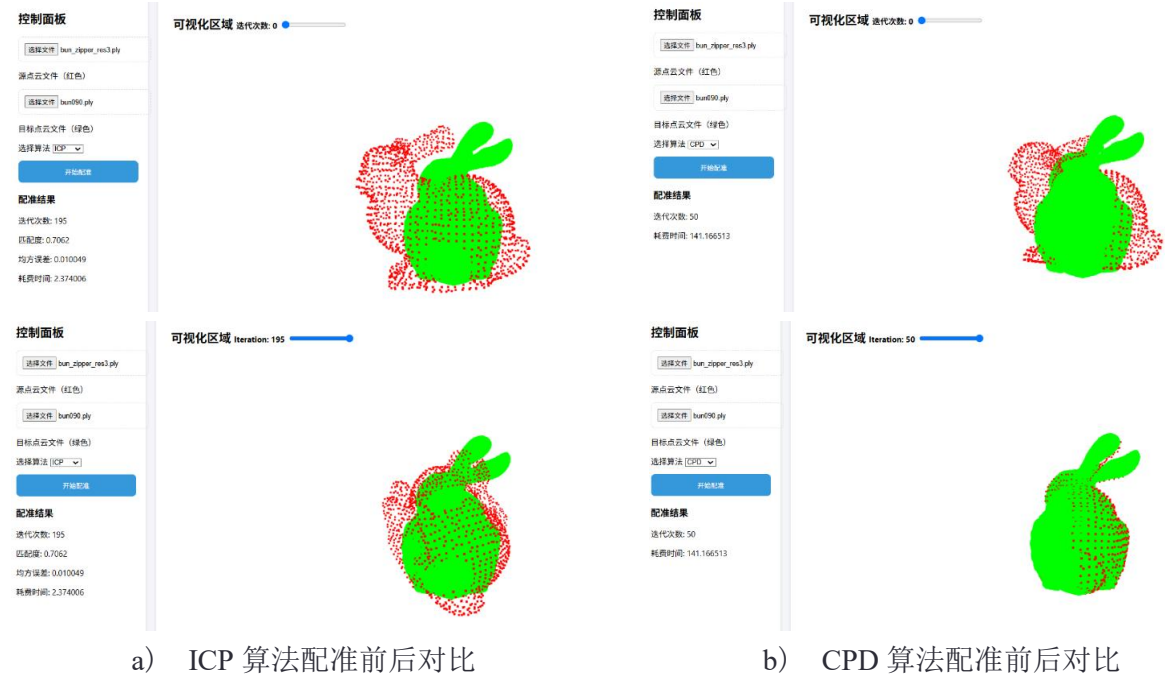 控制面板
选择文件 bun_zipper_res3.ply
源点云文件（红色）
选择文件 bun090.ply
目标点云文件（绿色）
选择算法 ICP
开始配准
配准结果
迭代次数: 195
匹配度: 0.7062
均方误差: 0.010049
耗费时间: 2.374006
可视化区域 迭代次数: 0
控制面板
选择文件 bun_zipper_res3.ply
源点云文件（红色）
选择文件 bun090.ply
目标点云文件（绿色）
选择算法 CPD
开始配准
配准结果
迭代次数: 50
耗费时间: 141.166513
可视化区域 迭代次数: 0
控制面板
选择文件 bun_zipper_res3.ply
源点云文件（红色）
选择文件 bun090.ply
目标点云文件（绿色）
选择算法 ICP
开始配准
配准结果
迭代次数: 195
匹配度: 0.7062
均方误差: 0.010049
耗费时间: 2.374006
可视化区域 Iteration: 195
控制面板
选择文件 bun_zipper_res3.ply
源点云文件（红色）
选择文件 bun090.ply
目标点云文件（绿色）
选择算法 CPD
开始配准
配准结果
迭代次数: 50
耗费时间: 141.166513
可视化区域 Iteration: 50
a） ICP 算法配准前后对比
b） CPD 算法配准前后对比